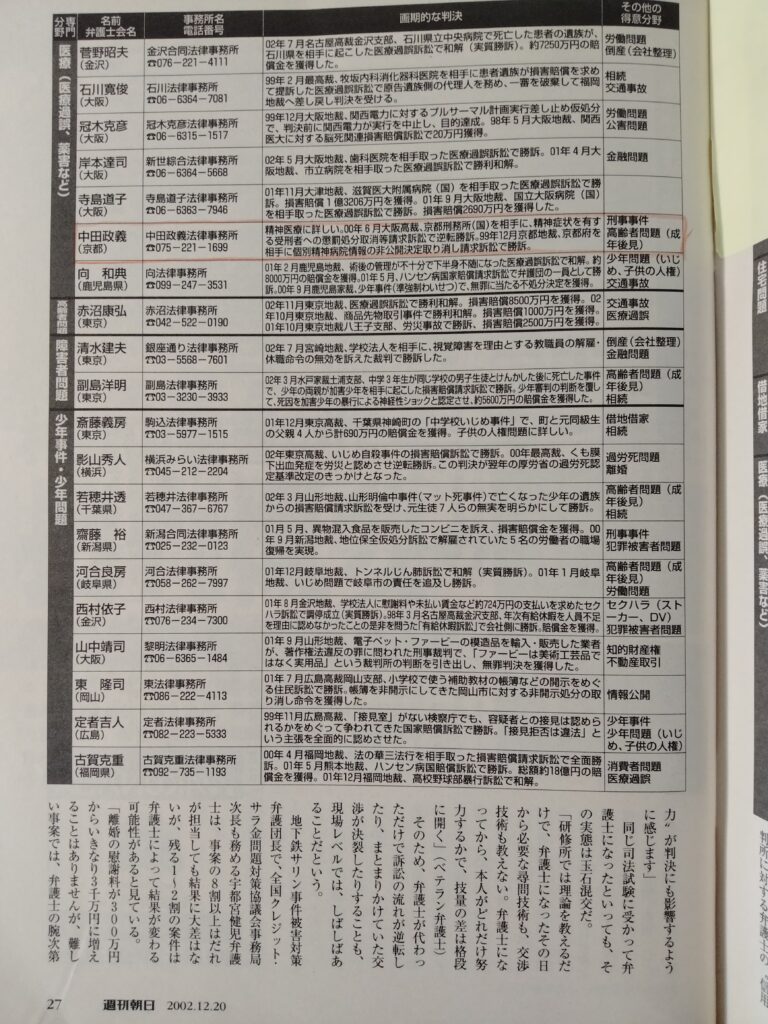 専門分野
名前
弁護士会名
事務所名
電話番号
画期的な判決
その他の
得意分野
医療(医療過誤、薬害など)
菅野昭夫
(金沢)
金沢合同法律事務所
☎076－221－4111
02年7月名古屋高裁金沢支部、石川県立中央病院で死亡した患者の遺族が、
石川県を相手に起こした医療過誤訴訟で和解(実質勝訴)。約7250万円の賠
償金を獲得した。
労働問題
倒産(会社整理)
石川寛俊
(大阪)
石川法律事務所
☎06－6364－7081
99年2月最高裁、牧坂内科消化器科医院を相手に患者遺族が損害賠償を求め
て提訴した医療過誤訴訟で原告遺族側の代理人を務め、一審を破棄して福岡
地裁へ差し戻し判決を受ける。
相続
交通事故
冠木克彦
(大阪)
冠木克彦法律事務所
☎06－6315－1517
99年12月大阪地裁、関西電力に対するプルサーマル計画実行差し止め仮処分
で、判決前に関西電力が実行を中止し、目的達成。98年5月大阪地裁、関西
医大に対する脳死関連損害賠償訴訟で20万円獲得。
労働問題
公害問題
岸本達司
(大阪)
新世綜合法律事務所
☎06－6364－5668
02年5月大阪地裁、歯科医院を相手取った医療過誤訴訟で勝訴。01年4月大
阪地裁、市立病院を相手取った医療過誤訴訟で勝利和解。
金融問題
寺島道子
(大阪)
寺島道子法律事務所
☎06－6363－7946
01年11月大津地裁、滋賀医大附属病院(国)を相手取った医療過誤訴訟で勝
訴。損害賠償1億3206万円を獲得。01年9月大阪地裁、国立大阪病院(国)
を相手取った医療過誤訴訟で勝訴。損害賠償2690万円を獲得した。
中田政義
(京都)
中田政義法律事務所
☎075－221－1699
精神医療に詳しい。00年6月大阪高裁、京都刑務所(国)を相手に、精神症状を有す
る受刑者への懲罰処分取消等請求訴訟で逆転勝訴。99年12月京都地裁、京都府を
相手に個別精神病院情報の非公開決定取り消し請求訴訟で勝訴。
刑事事件
高齢者問題(成
年後見)
向　和典
(鹿児島県)
向法律事務所
☎099－247－3531
01年2月鹿児島地裁、術後の管理が不十分で下半身不随になった医療過誤訴訟で和解。約
8000万円の賠償金を獲得。01年5月、ハンセン病国家賠償請求訴訟で弁護団の一員として勝
訴。00年9月鹿児島家裁、少年事件(準強制わいせつ)で、無罪に当たる不処分決定を獲得。
少年問題(いじ
め、子供の人権)
交通事故
高齢者問題
赤沼康弘
(東京)
赤沼法律事務所
☎042－522－0190
02年11月東京地裁、医療過誤訴訟で勝利和解。損害賠償8500万円を獲得。02
年10月東京地裁、商品先物取引事件で勝利和解。損害賠償1000万円を獲得。
01年10月東京地裁八王子支部、労災事故で勝訴、損害賠償2500万円を獲得。
交通事故
医療過誤
障害者問題
清水建夫
(東京)
銀座通り法律事務所
☎03－5568－7601
02年7月宮崎地裁、学校法人を相手に、視覚障害を理由とする教職員の解雇・
休職命令の無効を訴えた裁判で勝訴した。
倒産(会社整理)
金融問題
副島洋明
(東京)
副島法律事務所
☎03－3230－3933
02年3月水戸家裁土浦支部、中学3年生が同じ学校の男子生徒とけんかした後に死亡した事件
で、少年の両親が加害少年を相手に起こした損害賠償請求訴訟で勝訴。少年審判の判断を覆し
て、死因を加害少年の暴行による神経性ショックと認定させ、約5600万円の賠償金を獲得した。
高齢者問題(成
年後見)
相続
少年事件・少年問題
斎藤義房
(東京)
駒込法律事務所
☎03－5977－1515
01年12月東京高裁、千葉県神崎町の「中学校いじめ事件」で、町と元同級生
の父親4人から計690万円の賠償金を獲得。子供の人権問題に詳しい。
借地借家
相続
影山秀人
(横浜)
横浜みらい法律事務所
☎045－212－2204
02年東京高裁、いじめ自殺事件の損害賠償訴訟で勝訴。00年最高裁、くも膜
下出血発症を労災と認めさせ逆転勝訴。この判決が翌年の厚労省の過労死認
定基準改定のきっかけとなった。
過労死問題
離婚
若穂井透
(千葉県)
若穂井法律事務所
☎047－367－6767
02年3月山形地裁、山形明倫中事件(マット死事件)で亡くなった少年の遺族
からの損害賠償請求訴訟を受け、元生徒7人らの無実を明らかにして勝訴。
高齢者問題(成
年後見)
相続
齋藤　裕
(新潟県)
新潟合同法律事務所
☎025－232－0123
01年5月、異物混入食品を販売したコンビニを訴え、損害賠償金を獲得。00
年9月新潟地裁、地位保全仮処分訴訟で解雇されていた5名の労働者の職場
復帰を実現。
刑事事件
犯罪被害者問題
河合良房
(岐阜県)
河合法律事務所
☎058－262－7997
01年12月岐阜地裁、トンネルじん肺訴訟にて和解(実質勝訴)。01年1月岐阜
地裁、いじめ問題で岐阜市の責任を追及し勝訴。
高齢者問題(成
年後見)
労働問題
西村依子
(金沢)
西村法律事務所
☎076－234－7300
01年8月金沢地裁、学校法人に慰謝料や未払い賃金など約724万円の支払いを求めたセク
ハラ訴訟で調停成立(実質勝訴)。98年3月名古屋高裁金沢支部、年次有給休暇を人員不足
を理由に認めなかったことの是非を問うた「有給休暇訴訟」で会社側に勝訴。賠償金を獲得。
セクハラ(スト
ーカー、DV)
犯罪被害者問題
山中靖司
(大阪)
黎明法律事務所
☎06－6365－1484
01年9月山形地裁、電子ペット・ファービーの模造品を輸入・販売した業者
が、著作権法違反の罪に問われた刑事裁判で、「ファービーは美術工芸品で
はなく実用品」という裁判所の判断を引き出し、無罪判決を獲得した。
知的財産権
不動産取引
東　隆司
(岡山)
東法律事務所
☎086－222－4113
01年7月広島高裁岡山支部、小学校で使う補助教材の帳簿などの開示をめぐ
る住民訴訟で勝訴。帳簿を非開示にしてきた岡山市に対する非開示処分の取
り消し命令を獲得した。
情報公開
定者吉人
(広島)
定者法律事務所
☎082－223－5333
99年11月広島高裁、「接見室」がない検察庁でも、容疑者との接見は認められ
るかをめぐって争われてきた国家賠償訴訟で勝訴。「接見拒否は違法」と
いう主張を全面的に認めさせた。
少年事件
少年問題(いじ
め、子供の人権)
古賀克重
(福岡県)
古賀克重法律事務所
☎092－735－1193
00年4月福岡地裁、法の華三法行を相手取った損害賠償請求訴訟で全面勝
訴。01年5月熊本地裁、ハンセン病国賠償訴訟で勝訴。総額約18億円の賠
償金を獲得。01年12月福岡地裁、高校野球部暴行訴訟で和解。
消費者問題
医療過誤
力〟が判決にも影響するよう
に感じます」
同じ司法試験に受かって弁
護士になったといっても、そ
の実態は玉石混交だ。
「研修所では理論を教えるだ
けで、弁護士になったその日
から必要な尋問技術も、交渉
技術も教えない。弁護士にな
ってから、本人がどれだけ努
力するかで、技量の差は格段
に開く」(ベテラン弁護士)
そのため、弁護士が代わっ
ただけで訴訟の流れが逆転し
たり、まとまりかけていた交
渉が決裂したりすることも、
現場レベルでは、しばしばあ
ることだという。
地下鉄サリン事件被害対策
弁護団長で、全国クレジット・
サラ金問題対策協議会事務局
次長も務める宇都宮健児弁護
士は、事案の8割以上はだれ
が担当しても結果に大差はな
いが、残る1～2割の案件は
弁護士によって結果が変わる
可能性があると見ている。
「離婚の慰謝料が300万円
からいきなり3千万円に増え
ることはありませんが、難し
い事案では、弁護士の腕次第
27
週刊朝日　2002.12.20
住宅問題
借地借家
医療(医療過誤、薬害など)